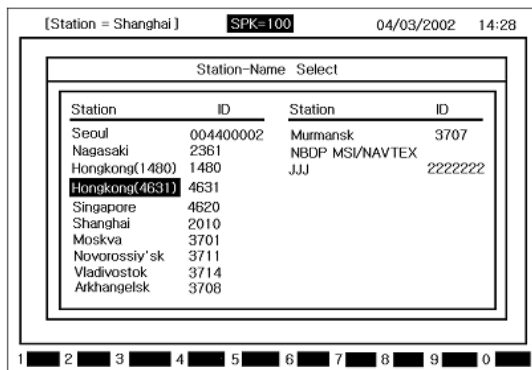 [Station = Shanghai] SPK=100 04/03/2002 14:28
Station-Name Select
Station ID Station ID
Seoul 004400002 Murmansk 3707
Nagasaki 2361 NBDP MSI/NAVTEX
Hongkong(1480) 1480 JJJ 2222222
Hongkong(4631) 4631
Singapore 4620
Shanghai 2010
Moskva 3701
Novorossiy'sk 3711
Vladivostok 3714
Arkhangelsk 3708
1 2 3 4 5 6 7 8 9 0